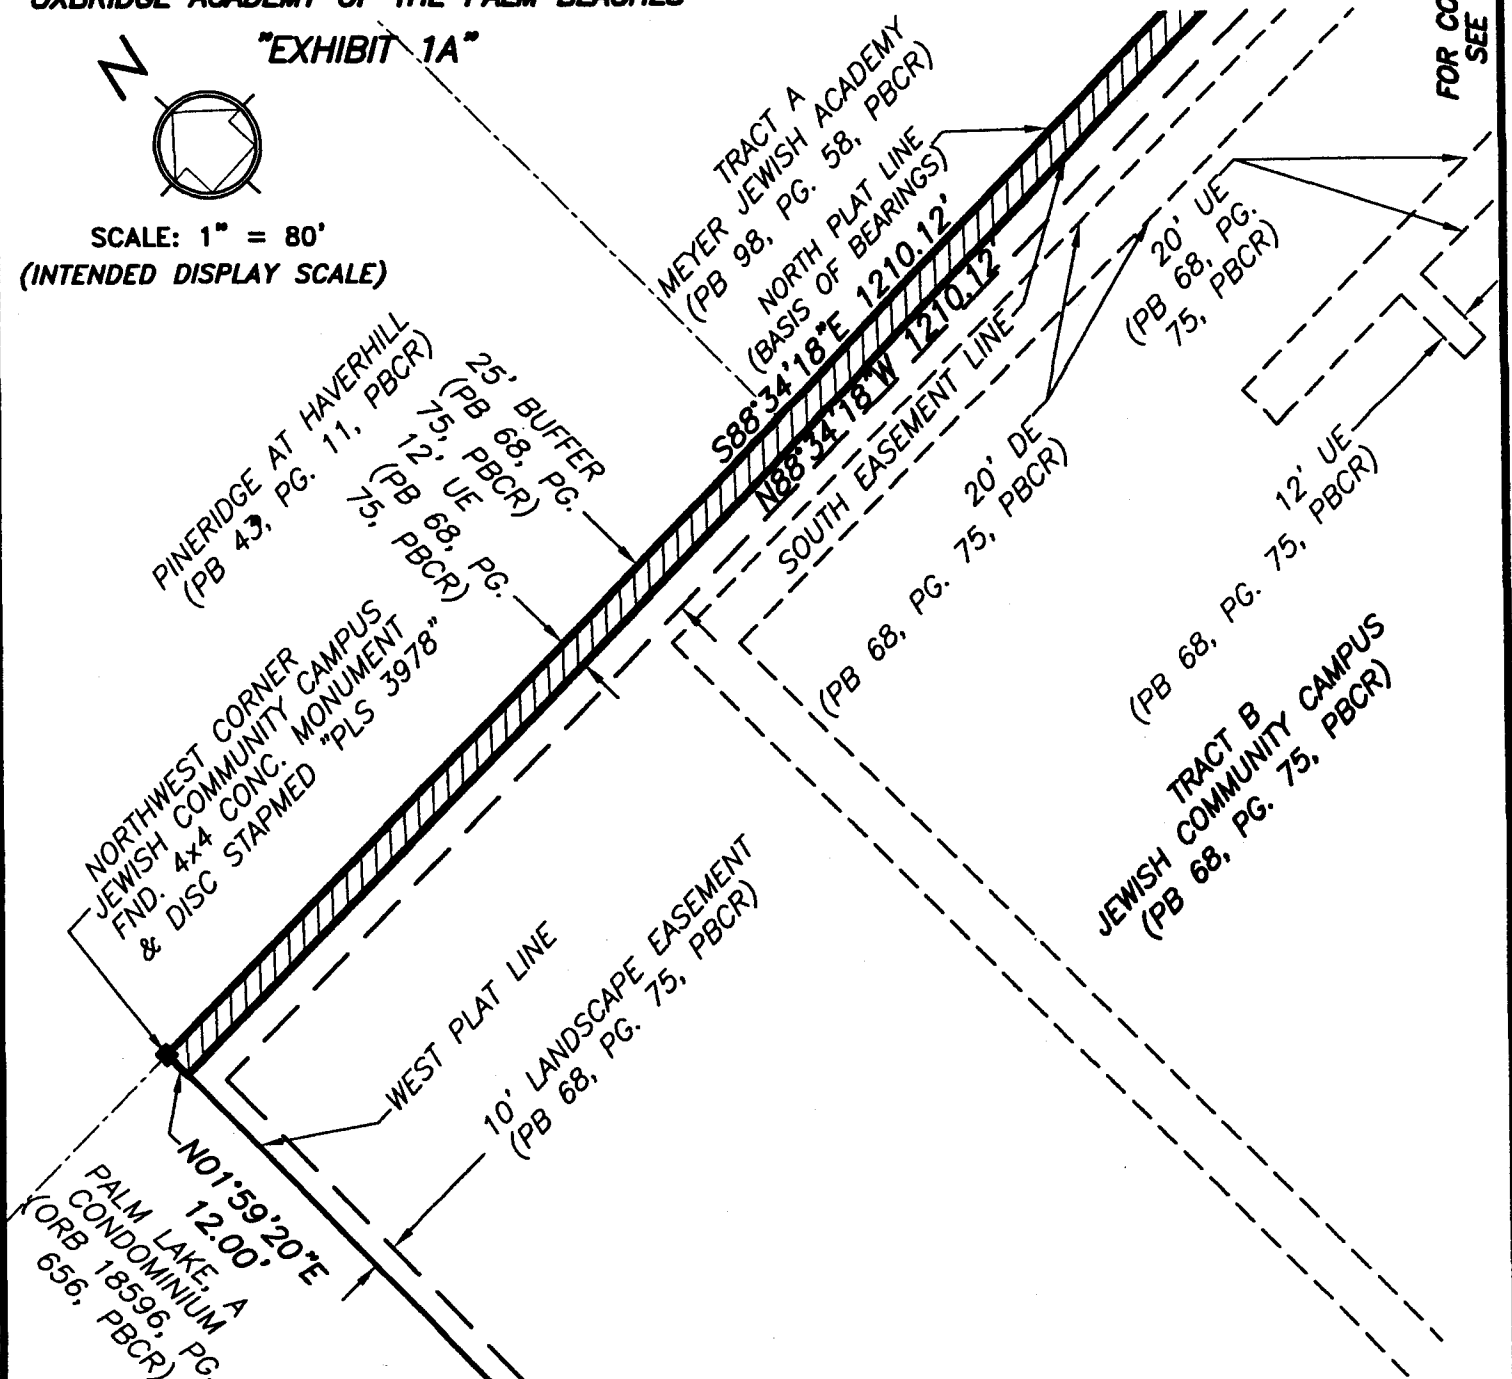 OXBRIDGE ACADEMY OF THE PALM BEACHES
"EXHIBIT 1A"
N
SCALE: 1" = 80'
(INTENDED DISPLAY SCALE)
FOR CO
SEE
TRACT A
MEYER JEWISH ACADEMY
(PB 98, PG. 58, PBCR)
NORTH PLAT LINE
(BASIS OF BEARINGS)
S88°34'18"E 1210.12'
N88°34'18"W 1210.12'
SOUTH EASEMENT LINE
20' UE
(PB 68, PG.
75, PBCR)
PINERIDGE AT HAVERHILL
(PB 43, PG. 11, PBCR)
25' BUFFER
(PB 68, PG.
75, PBCR)
12' UE
(PB 68, PG.
75, PBCR)
20' DE
(PB 68, PG. 75, PBCR)
12' UE
(PB 68, PG. 75, PBCR)
NORTHWEST CORNER
JEWISH COMMUNITY CAMPUS
FND. 4x4 CONC. MONUMENT
& DISC STAPMED "PLS 3978"
TRACT B
JEWISH COMMUNITY CAMPUS
(PB 68, PG. 75, PBCR)
WEST PLAT LINE
10' LANDSCAPE EASEMENT
(PB 68, PG. 75, PBCR)
N01°59'20"E
12.00'
PALM LAKE, A
CONDOMINIUM
(ORB 18596, PG.
656, PBCR)